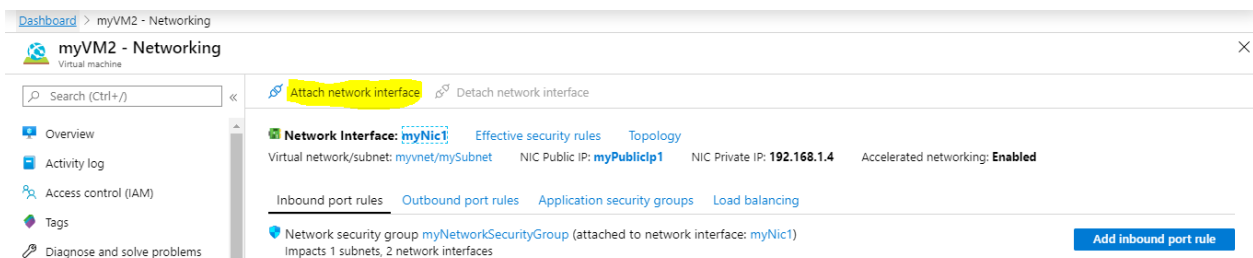 Dashboard > myVM2 - Networking
myVM2 - Networking
Virtual machine
Search (Ctrl+/)
«
Attach network interface Detach network interface
Overview
Activity log
Access control (IAM)
Tags
Diagnose and solve problems
Network Interface: myNic1 Effective security rules Topology
Virtual network/subnet: myvnet/mySubnet NIC Public IP: myPublicIp1 NIC Private IP: 192.168.1.4 Accelerated networking: Enabled
Inbound port rules Outbound port rules Application security groups Load balancing
Network security group myNetworkSecurityGroup (attached to network interface: myNic1)
Impacts 1 subnets, 2 network interfaces
Add inbound port rule